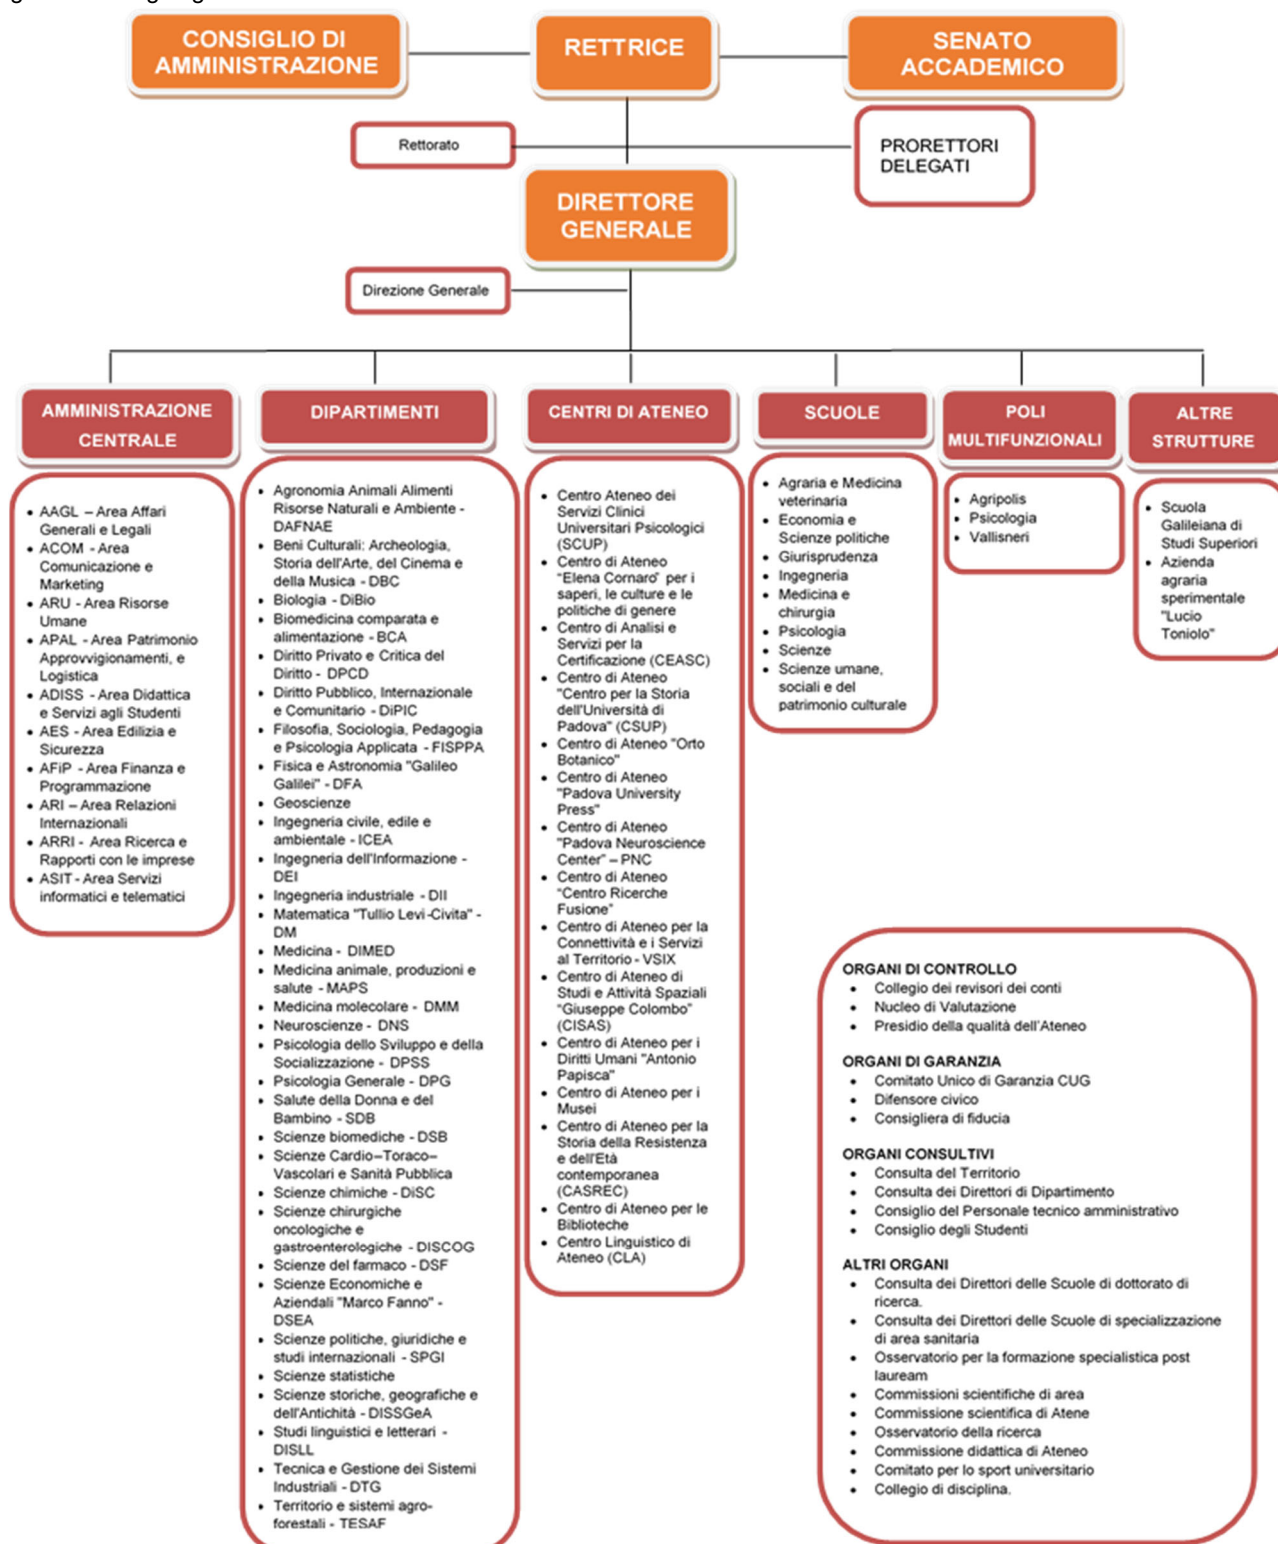 CONSIGLIO DI
AMMINISTRAZIONE
RETTRICE
SENATO
ACCADEMICO
Rettorato
PRORETTORI
DELEGATI
DIRETTORE
GENERALE
Direzione Generale
AMMINISTRAZIONE
CENTRALE
• AAGL – Area Affari
Generali e Legali
• ACOM - Area
Comunicazione e
Marketing
• ARU - Area Risorse
Umane
• APAL - Area Patrimonio
Approvvigionamenti, e
Logistica
• ADISS - Area Didattica
e Servizi agli Studenti
• AES - Area Edilizia e
Sicurezza
• AFiP - Area Finanza e
Programmazione
• ARI – Area Relazioni
Internazionali
• ARRI - Area Ricerca e
Rapporti con le imprese
• ASIT - Area Servizi
informatici e telematici
DIPARTIMENTI
• Agronomia Animali Alimenti
Risorse Naturali e Ambiente -
DAFNAE
• Beni Culturali: Archeologia,
Storia dell'Arte, del Cinema e
della Musica - DBC
• Biologia - DiBio
• Biomedicina comparata e
alimentazione - BCA
• Diritto Privato e Critica del
Diritto - DPCD
• Diritto Pubblico, Internazionale
e Comunitario - DiPIC
• Filosofia, Sociologia, Pedagogia
e Psicologia Applicata - FISPPA
• Fisica e Astronomia "Galileo
Galilei" - DFA
• Geoscienze
• Ingegneria civile, edile e
ambientale - ICEA
• Ingegneria dell'Informazione -
DEI
• Ingegneria industriale - DII
• Matematica "Tullio Levi-Civita" -
DM
• Medicina - DIMED
• Medicina animale, produzioni e
salute - MAPS
• Medicina molecolare - DMM
• Neuroscienze - DNS
• Psicologia dello Sviluppo e della
Socializzazione - DPSS
• Psicologia Generale - DPG
• Salute della Donna e del
Bambino - SDB
• Scienze biomediche - DSB
• Scienze Cardio–Toraco–
Vascolari e Sanità Pubblica
• Scienze chimiche - DiSC
• Scienze chirurgiche
oncologiche e
gastroenterologiche - DISCOG
• Scienze del farmaco - DSF
• Scienze Economiche e
Aziendali "Marco Fanno" -
DSEA
• Scienze politiche, giuridiche e
studi internazionali - SPGI
• Scienze statistiche
• Scienze storiche, geografiche e
dell'Antichità - DISSGeA
• Studi linguistici e letterari -
DISLL
• Tecnica e Gestione dei Sistemi
Industriali - DTG
• Territorio e sistemi agro-
forestali - TESAF
CENTRI DI ATENEO
• Centro Ateneo dei
Servizi Clinici
Universitari Psicologici
(SCUP)
• Centro di Ateneo
“Elena Cornaro” per i
saperi, le culture e le
politiche di genere
• Centro di Analisi e
Servizi per la
Certificazione (CEASC)
• Centro di Ateneo
"Centro per la Storia
dell'Università di
Padova" (CSUP)
• Centro di Ateneo "Orto
Botanico"
• Centro di Ateneo
"Padova University
Press"
• Centro di Ateneo
"Padova Neuroscience
Center” – PNC
• Centro di Ateneo
“Centro Ricerche
Fusione”
• Centro di Ateneo per la
Connettività e i Servizi
al Territorio - VSIX
• Centro di Ateneo di
Studi e Attività Spaziali
“Giuseppe Colombo”
(CISAS)
• Centro di Ateneo per i
Diritti Umani "Antonio
Papisca"
• Centro di Ateneo per i
Musei
• Centro di Ateneo per la
Storia della Resistenza
e dell'Età
contemporanea
(CASREC)
• Centro di Ateneo per le
Biblioteche
• Centro Linguistico di
Ateneo (CLA)
SCUOLE
• Agraria e Medicina
veterinaria
• Economia e
Scienze politiche
• Giurisprudenza
• Ingegneria
• Medicina e
chirurgia
• Psicologia
• Scienze
• Scienze umane,
sociali e del
patrimonio culturale
POLI
MULTIFUNZIONALI
• Agripolis
• Psicologia
• Vallisneri
ALTRE
STRUTTURE
• Scuola
Galileiana di
Studi Superiori
• Azienda
agraria
sperimentale
"Lucio
Toniolo"
ORGANI DI CONTROLLO
• Collegio dei revisori dei conti
• Nucleo di Valutazione
• Presidio della qualità dell'Ateneo
ORGANI DI GARANZIA
• Comitato Unico di Garanzia CUG
• Difensore civico
• Consigliera di fiducia
ORGANI CONSULTIVI
• Consulta del Territorio
• Consulta dei Direttori di Dipartimento
• Consiglio del Personale tecnico amministrativo
• Consiglio degli Studenti
ALTRI ORGANI
• Consulta dei Direttori delle Scuole di dottorato di
ricerca.
• Consulta dei Direttori delle Scuole di specializzazione
di area sanitaria
• Osservatorio per la formazione specialistica post
lauream
• Commissioni scientifiche di area
• Commissione scientifica di Atene
• Osservatorio della ricerca
• Commissione didattica di Ateneo
• Comitato per lo sport universitario
• Collegio di disciplina.